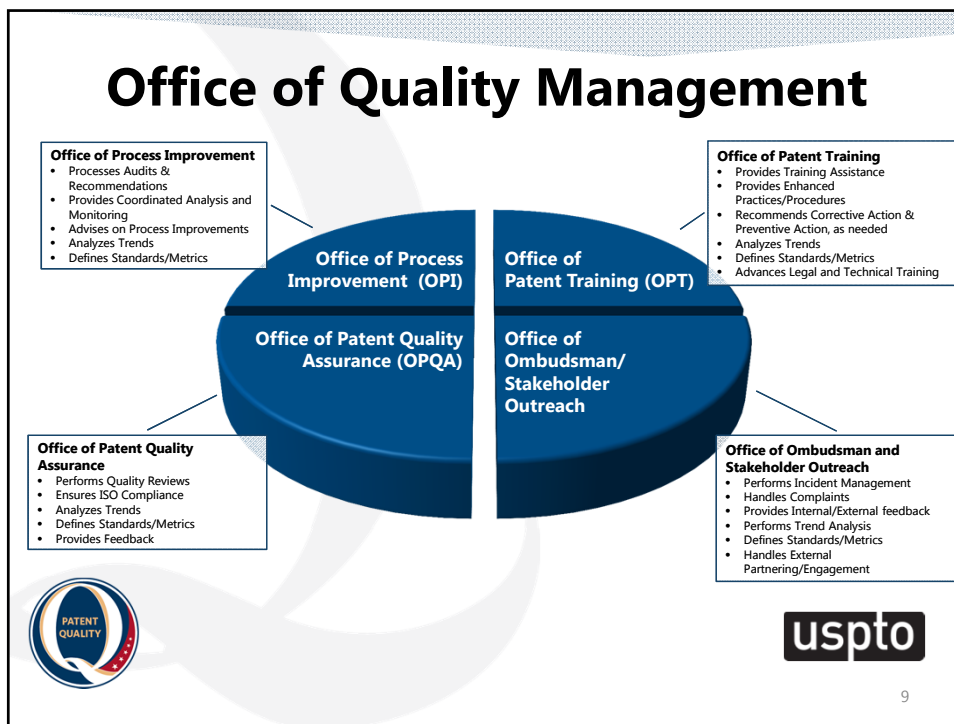 Office of Quality Management
Office of Process Improvement
• Processes Audits &
Recommendations
• Provides Coordinated Analysis and
Monitoring
• Advises on Process Improvements
• Analyzes Trends
• Defines Standards/Metrics
Office of Patent Training
• Provides Training Assistance
• Provides Enhanced
Practices/Procedures
• Recommends Corrective Action &
Preventive Action, as needed
• Analyzes Trends
• Defines Standards/Metrics
• Advances Legal and Technical Training
Office of Process
Improvement (OPI)
Office of
Patent Training (OPT)
Office of Patent Quality
Assurance (OPQA)
Office of
Ombudsman/
Stakeholder
Outreach
Office of Patent Quality
Assurance
• Performs Quality Reviews
• Ensures ISO Compliance
• Analyzes Trends
• Defines Standards/Metrics
• Provides Feedback
Office of Ombudsman and
Stakeholder Outreach
• Performs Incident Management
• Handles Complaints
• Provides Internal/External feedback
• Performs Trend Analysis
• Defines Standards/Metrics
• Handles External
Partnering/Engagement
PATENT
QUALITY
uspto
9